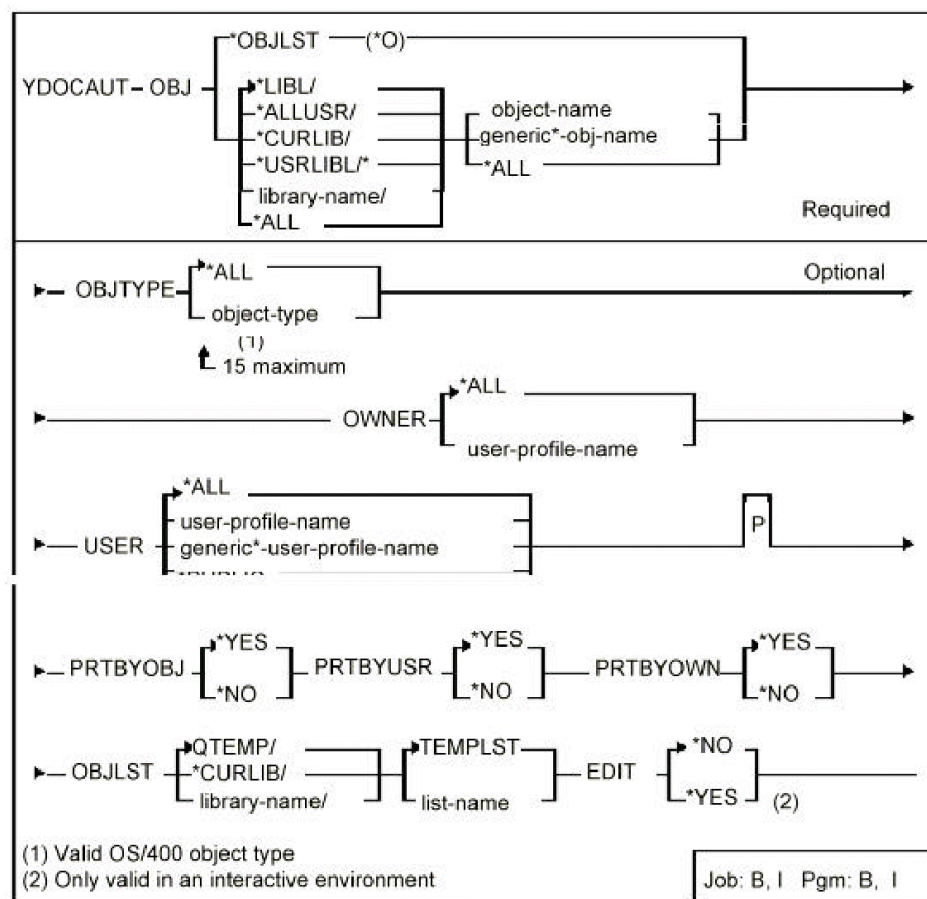 *OBJLST (*O)
YDOCAUT OBJ *LIBL/
*ALLUSR/ object-name
*CURLIB/ generic*-obj-name
*USRLIBL/* *ALL
library-name/
*ALL Required
OBJTYPE *ALL Optional
object-type
(1)
15 maximum
OWNER *ALL
user-profile-name
*ALL
user-profile-name P
USER generic*-user-profile-name
PRTBYOBJ *YES PRTBYUSR *YES PRTBYOWN *YES
*NO *NO *NO
QTEMP/ TEMPLST *NO
OBJLST *CURLIB/ EDIT
library-name/ list-name *YES (2)
(1) Valid OS/400 object type
(2) Only valid in an interactive environment
Job: B, I Pgm: B, I